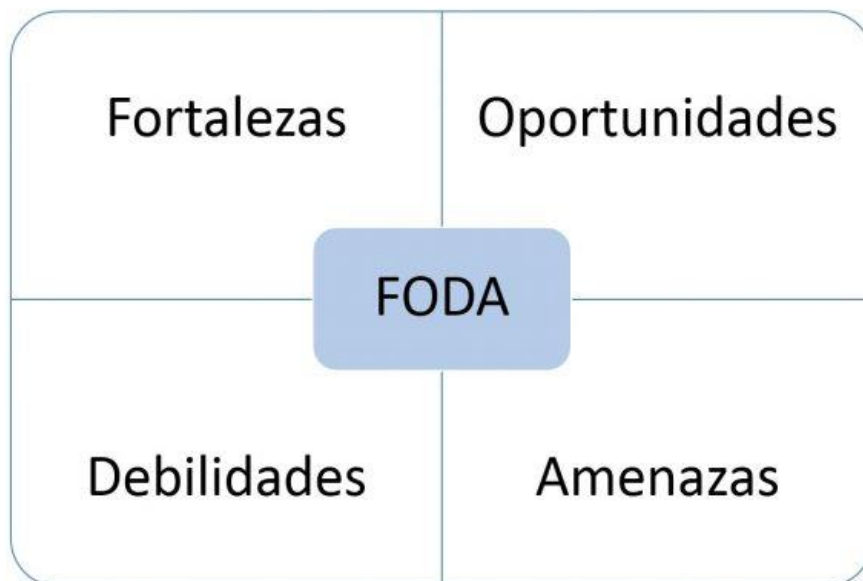 Fortalezas
Oportunidades
FODA
Debilidades
Amenazas